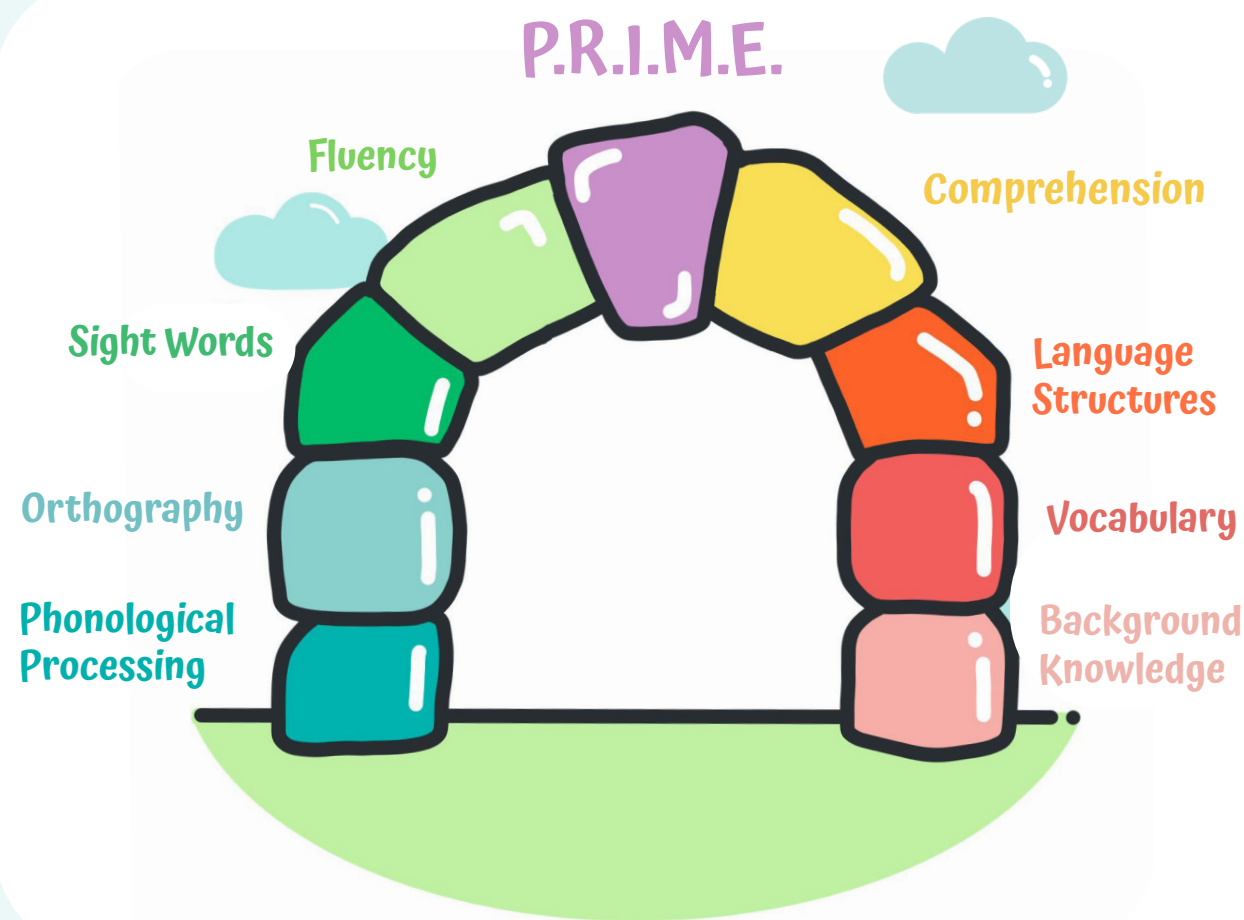 P.R.I.M.E.
Fluency
Comprehension
Sight Words
Language
Structures
Orthography
Vocabulary
Phonological
Processing
Background
Knowledge